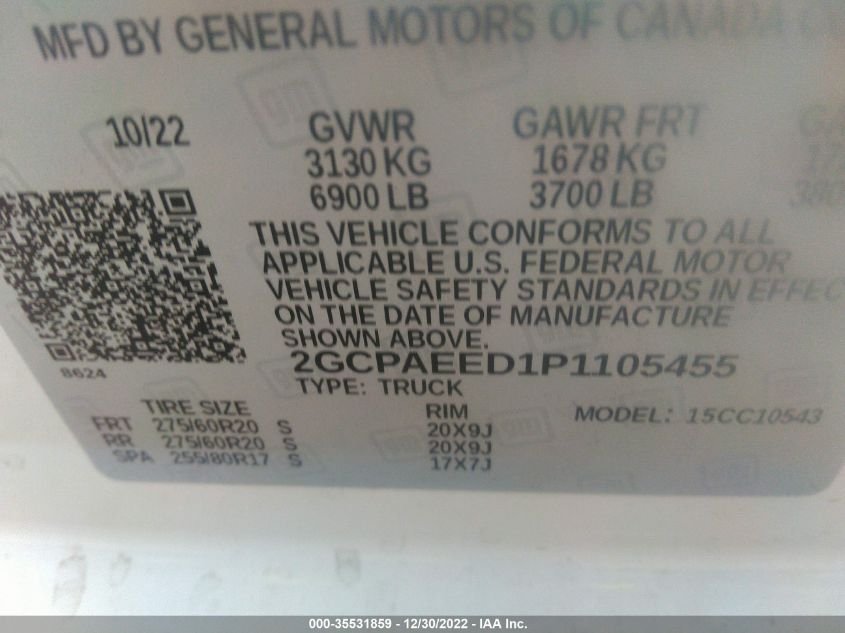 MFD BY GENERAL MOTORS OF CANADA
10/22 GVWR GAWR FRT
3130 KG 1678 KG
6900 LB 3700 LB
THIS VEHICLE CONFORMS TO ALL
APPLICABLE U.S. FEDERAL MOTOR
VEHICLE SAFETY STANDARDS IN EFFEC
ON THE DATE OF MANUFACTURE
SHOWN ABOVE.
8624
2GCPAEED1P1105455
TYPE: TRUCK
TIRE SIZE RIM MODEL: 15CC10543
FRT 275/60R20 S 20X9J
RR 275/60R20 S 20X9J
SPA 255/80R17 S 17X7J
000-35531859 - 12/30/2022 - IAA Inc.